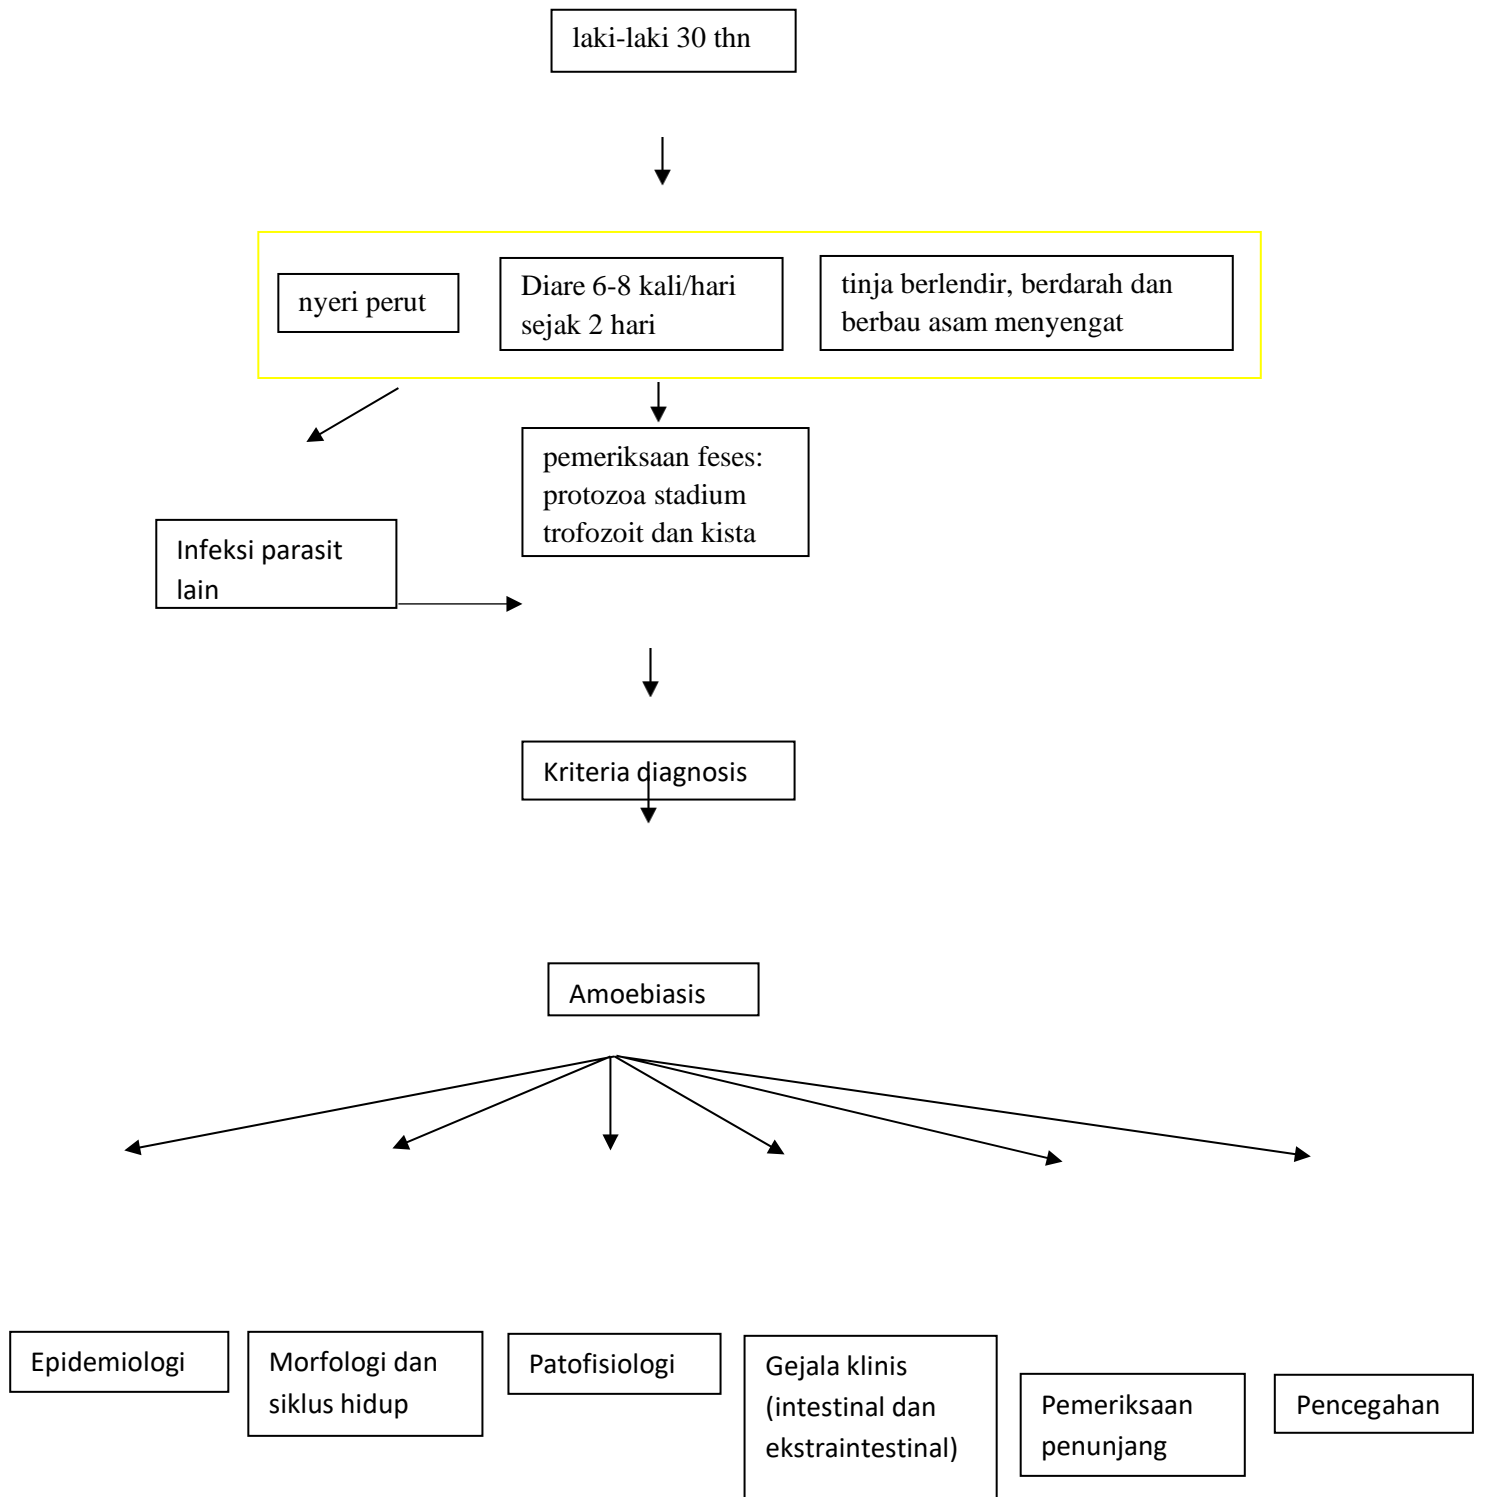 laki-laki 30 thn
nyeri perut
Diare 6-8 kali/hari
sejak 2 hari
tinja berlendir, berdarah dan
berbau asam menyengat
pemeriksaan feses:
protozoa stadium
trofozoit dan kista
Infeksi parasit
lain
Kriteria diagnosis
Amoebiasis
Epidemiologi
Morfologi dan
siklus hidup
Patofisiologi
Gejala klinis
(intestinal dan
ekstraintestinal)
Pemeriksaan
penunjang
Pencegahan